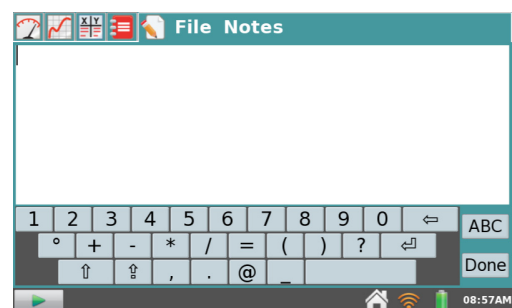 X Y
File Notes
1 2 3 4 5 6 7 8 9 0 ⇦
ABC
° + - * / = ( ) ? ⏎
⇧ ⇪ , . @ _
Done
08:57AM